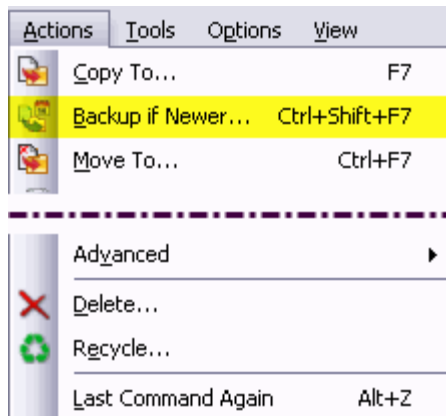 Actions Tools Options View
Copy To... F7
Backup if Newer... Ctrl+Shift+F7
Move To... Ctrl+F7
Advanced
Delete...
Recycle...
Last Command Again Alt+Z